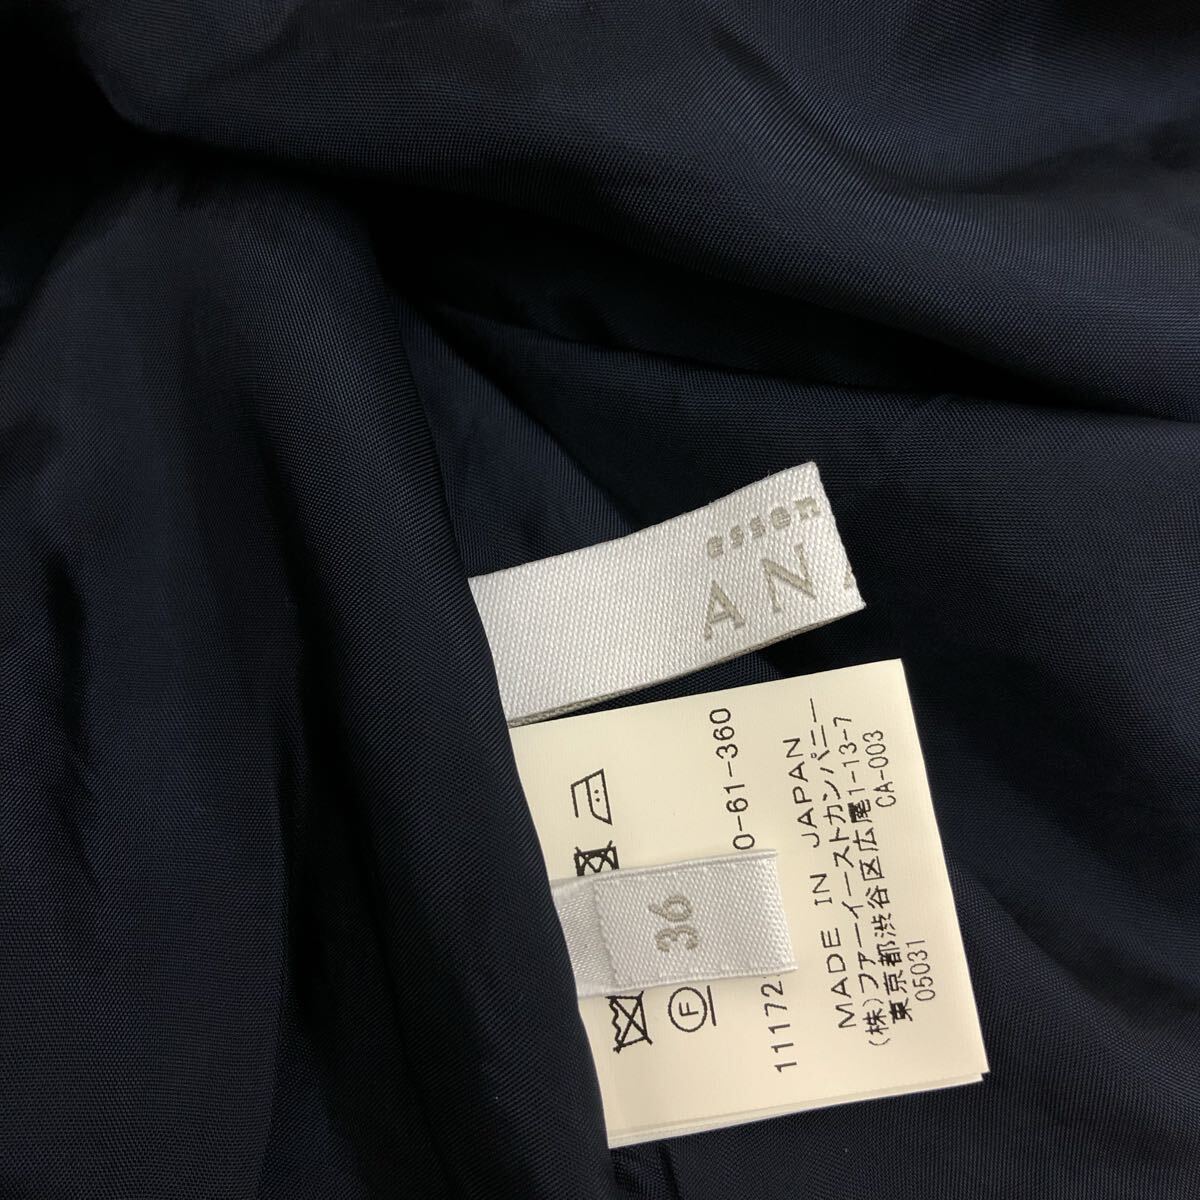 essen
AN
36
11172
0-61-360
MADE IN JAPAN
(株)ファーイーストカンパニー
東京都渋谷区広尾1-13-7
05031 CA-003
F